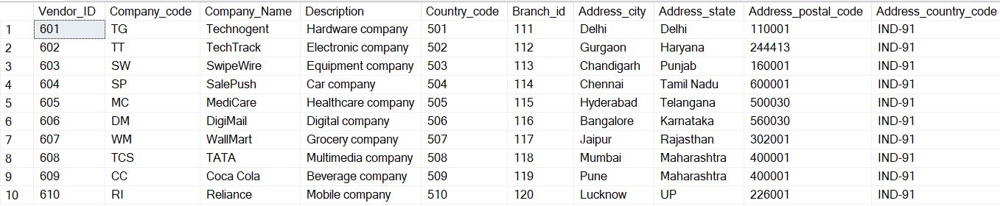 Vendor_ID Company_code Company_Name Description Country_code Branch_id Address_city Address_state Address_postal_code Address_country_code
1 601 TG Technogent Hardware company 501 111 Delhi Delhi 110001 IND-91
2 602 TT TechTrack Electronic company 502 112 Gurgaon Haryana 244413 IND-91
3 603 SW SwipeWire Equipment company 503 113 Chandigarh Punjab 160001 IND-91
4 604 SP SalePush Car company 504 114 Chennai Tamil Nadu 600001 IND-91
5 605 MC MediCare Healthcare company 505 115 Hyderabad Telangana 500030 IND-91
6 606 DM DigiMail Digital company 506 116 Bangalore Karnataka 560030 IND-91
7 607 WM WallMart Grocery company 507 117 Jaipur Rajasthan 302001 IND-91
8 608 TCS TATA Multimedia company 508 118 Mumbai Maharashtra 400001 IND-91
9 609 CC Coca Cola Beverage company 509 119 Pune Maharashtra 400001 IND-91
10 610 RI Reliance Mobile company 510 120 Lucknow UP 226001 IND-91